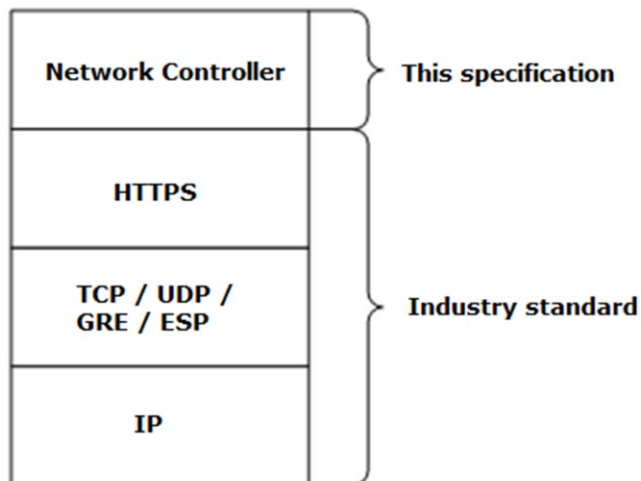 Network Controller
This specification
HTTPS
TCP / UDP /
GRE / ESP
Industry standard
IP